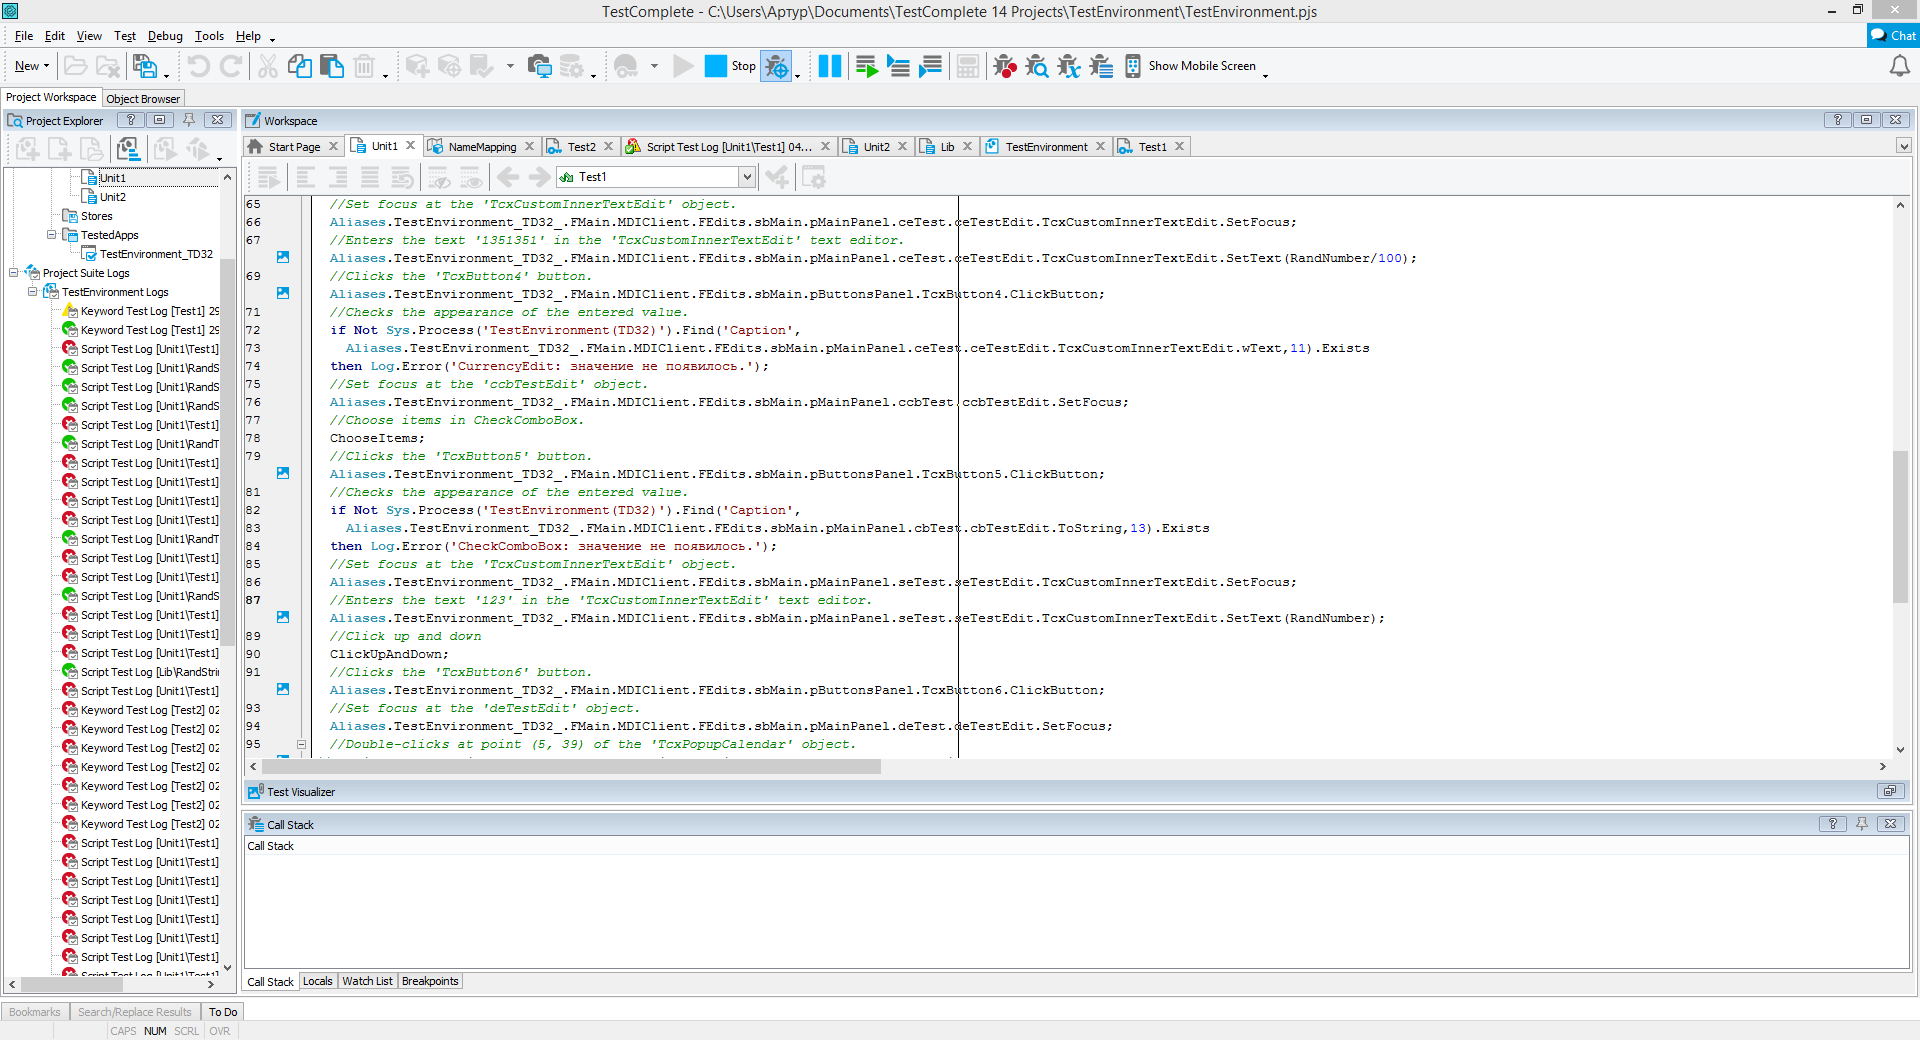 TestComplete - C:\Users\Артур\Documents\TestComplete 14 Projects\TestEnvironment\TestEnvironment.pjs
File Edit View Test Debug Tools Help
Chat
New Stop Show Mobile Screen
Project Workspace Object Browser
Project Explorer
Workspace
Start Page Unit1 NameMapping Test2 Script Test Log [Unit1\Test1] 04... Unit2 Lib TestEnvironment Test1
Test1
Unit1
Unit2
Stores
TestedApps
TestEnvironment_TD32
Project Suite Logs
TestEnvironment Logs
Keyword Test Log [Test1] 29
Keyword Test Log [Test1] 29
Script Test Log [Unit1\Test1]
Script Test Log [Unit1\RandS
Script Test Log [Unit1\RandS
Script Test Log [Unit1\RandS
Script Test Log [Unit1\Test1]
Script Test Log [Unit1\RandT
Script Test Log [Unit1\Test1]
Script Test Log [Unit1\Test1]
Script Test Log [Unit1\Test1]
Script Test Log [Unit1\Test1]
Script Test Log [Unit1\RandT
Script Test Log [Unit1\Test1]
Script Test Log [Unit1\Test1]
Script Test Log [Unit1\RandS
Script Test Log [Unit1\Test1]
Script Test Log [Unit1\Test1]
Script Test Log [Unit1\Test1]
Script Test Log [Lib\RandStri
Script Test Log [Unit1\Test1]
Keyword Test Log [Test2] 02
Keyword Test Log [Test2] 02
Keyword Test Log [Test2] 02
Keyword Test Log [Test2] 02
Keyword Test Log [Test2] 02
Keyword Test Log [Test2] 02
Keyword Test Log [Test2] 02
Script Test Log [Unit1\Test1]
Script Test Log [Unit1\Test1]
Script Test Log [Unit1\Test1]
Script Test Log [Unit1\Test1]
Script Test Log [Unit1\Test1]
Script Test Log [Unit1\Test1]
Script Test Log [Unit1\Test1]
Script Test Log [Unit1\Test1]
65 //Set focus at the 'TcxCustomInnerTextEdit' object.
66 Aliases.TestEnvironment_TD32_.FMain.MDIClient.FEdits.sbMain.pMainPanel.ceTest.ceTestEdit.TcxCustomInnerTextEdit.SetFocus;
67 //Enters the text '1351351' in the 'TcxCustomInnerTextEdit' text editor.
Aliases.TestEnvironment_TD32_.FMain.MDIClient.FEdits.sbMain.pMainPanel.ceTest.ceTestEdit.TcxCustomInnerTextEdit.SetText(RandNumber/100);
69 //Clicks the 'TcxButton4' button.
Aliases.TestEnvironment_TD32_.FMain.MDIClient.FEdits.sbMain.pButtonsPanel.TcxButton4.ClickButton;
71 //Checks the appearance of the entered value.
72 if Not Sys.Process('TestEnvironment(TD32)').Find('Caption',
73 Aliases.TestEnvironment_TD32_.FMain.MDIClient.FEdits.sbMain.pMainPanel.ceTest.ceTestEdit.TcxCustomInnerTextEdit.wText,11).Exists
74 then Log.Error('CurrencyEdit: значение не появилось.');
75 //Set focus at the 'ccbTestEdit' object.
76 Aliases.TestEnvironment_TD32_.FMain.MDIClient.FEdits.sbMain.pMainPanel.ccbTest.ccbTestEdit.SetFocus;
77 //Choose items in CheckComboBox.
78 ChooseItems;
79 //Clicks the 'TcxButton5' button.
Aliases.TestEnvironment_TD32_.FMain.MDIClient.FEdits.sbMain.pButtonsPanel.TcxButton5.ClickButton;
81 //Checks the appearance of the entered value.
82 if Not Sys.Process('TestEnvironment(TD32)').Find('Caption',
83 Aliases.TestEnvironment_TD32_.FMain.MDIClient.FEdits.sbMain.pMainPanel.cbTest.cbTestEdit.ToString,13).Exists
84 then Log.Error('CheckComboBox: значение не появилось.');
85 //Set focus at the 'TcxCustomInnerTextEdit' object.
86 Aliases.TestEnvironment_TD32_.FMain.MDIClient.FEdits.sbMain.pMainPanel.seTest.seTestEdit.TcxCustomInnerTextEdit.SetFocus;
87 //Enters the text '123' in the 'TcxCustomInnerTextEdit' text editor.
Aliases.TestEnvironment_TD32_.FMain.MDIClient.FEdits.sbMain.pMainPanel.seTest.seTestEdit.TcxCustomInnerTextEdit.SetText(RandNumber);
89 //Click up and down
90 ClickUpAndDown;
91 //Clicks the 'TcxButton6' button.
Aliases.TestEnvironment_TD32_.FMain.MDIClient.FEdits.sbMain.pButtonsPanel.TcxButton6.ClickButton;
93 //Set focus at the 'deTestEdit' object.
94 Aliases.TestEnvironment_TD32_.FMain.MDIClient.FEdits.sbMain.pMainPanel.deTest.deTestEdit.SetFocus;
95 //Double-clicks at point (5, 39) of the 'TcxPopupCalendar' object.
Test Visualizer
Call Stack
Call Stack
Call Stack Locals Watch List Breakpoints
Bookmarks Search/Replace Results To Do
CAPS NUM SCRL OVR